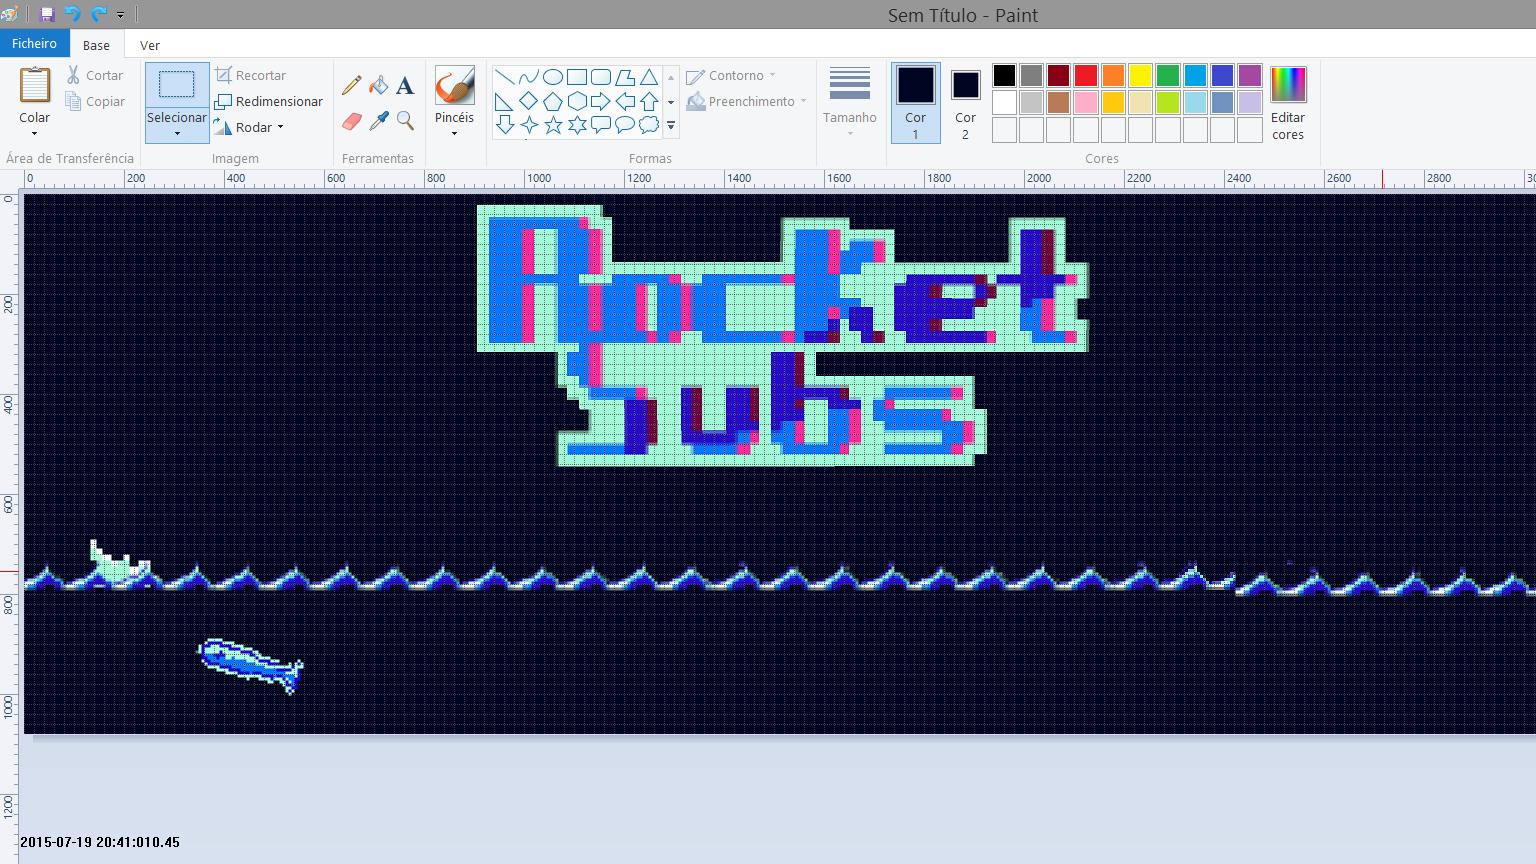 Sem Título - Paint
Ficheiro Base Ver
Colar
Cortar
Copiar
Área de Transferência
Selecionar
Recortar
Redimensionar
Rodar
Imagem
A
Ferramentas
Pincéis
Contorno
Preenchimento
Formas
Tamanho
Cor 1
Cor 2
Editar cores
Cores
0 200 400 600 800 1000 1200 1400 1600 1800 2000 2200 2400 2600 2800 30
0
200
400
600
800
1000
1200
Rocket
Subs
2015-07-19 20:41:010.45